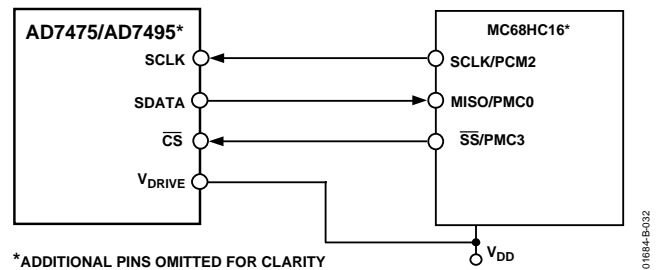 AD7475/AD7495*
SCLK
SDATA
CS
VDRIVE
MC68HC16*
SCLK/PCM2
MISO/PMC0
SS/PMC3
VDD
*ADDITIONAL PINS OMITTED FOR CLARITY
01684-B-032